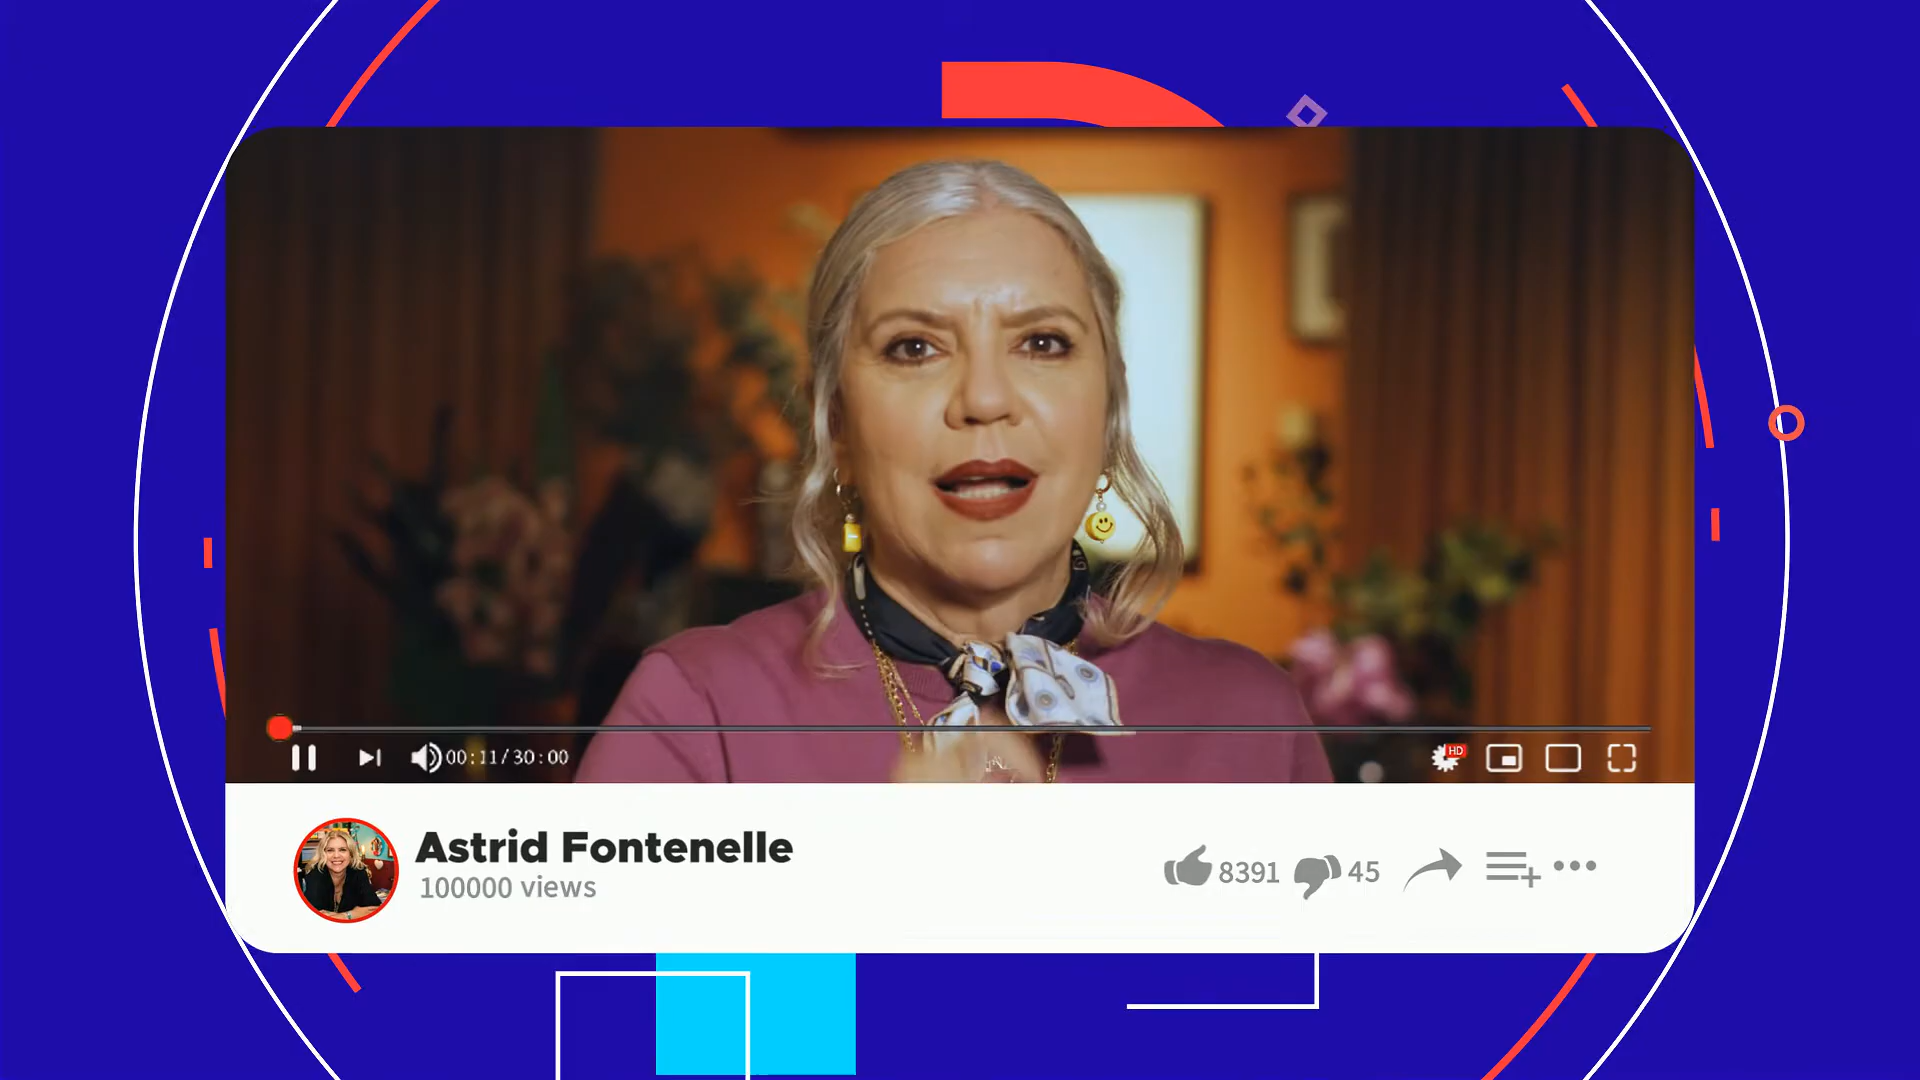 00:11/30:00
HD
Astrid Fontenelle
100000 views
8391
45